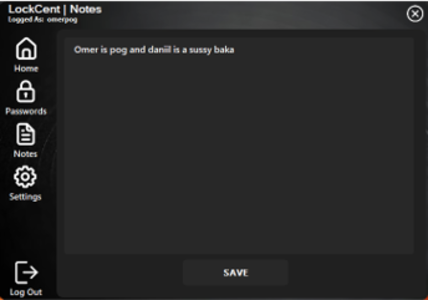 LockCent | Notes
Logged As: omerpog
Home
Passwords
Notes
Settings
Log Out
Omer is pog and daniil is a sussy baka
SAVE